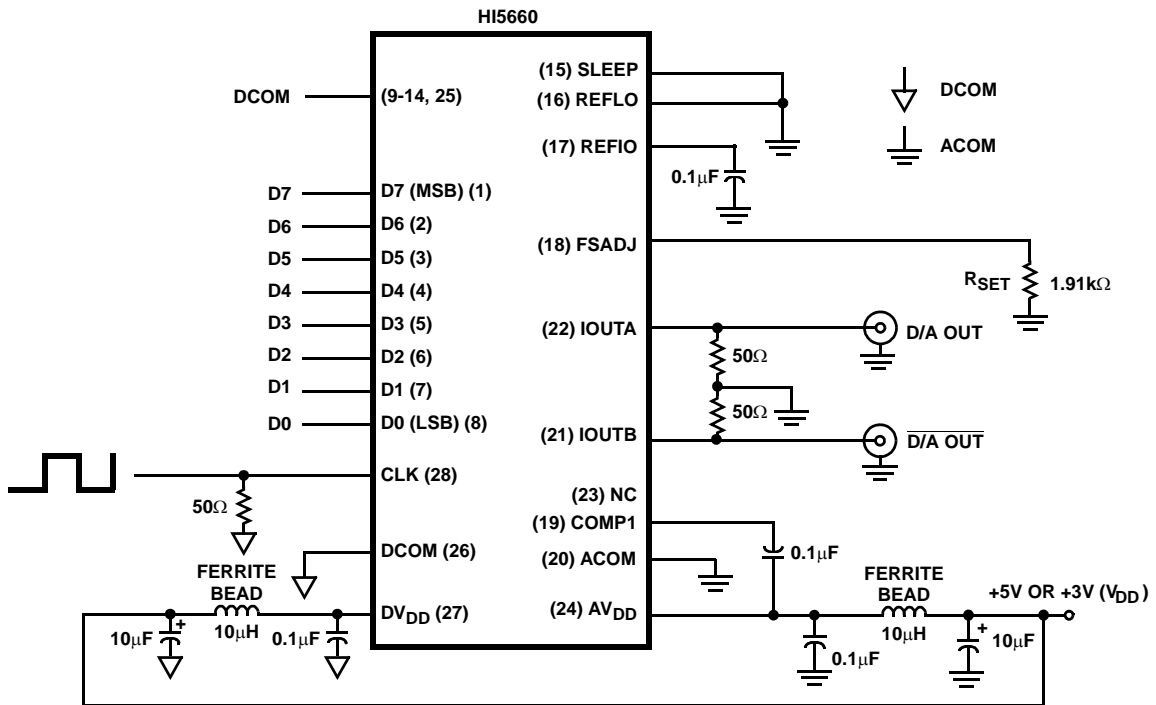 HI5660
DCOM
(9-14, 25)
D7
D7 (MSB) (1)
D6
D6 (2)
D5
D5 (3)
D4
D4 (4)
D3
D3 (5)
D2
D2 (6)
D1
D1 (7)
D0
D0 (LSB) (8)
CLK (28)
50Ω
DCOM (26)
FERRITE
BEAD
10μH
10μF
+
0.1μF
DVDD (27)
(15) SLEEP
(16) REFLO
(17) REFIO
0.1μF
(18) FSADJ
RSET
1.91kΩ
(22) IOUTA
50Ω
D/A OUT
50Ω
(21) IOUTB
D/A OUT
(23) NC
(19) COMP1
0.1μF
(20) ACOM
(24) AVDD
0.1μF
FERRITE
BEAD
10μH
+5V OR +3V (VDD)
+
10μF
DCOM
ACOM